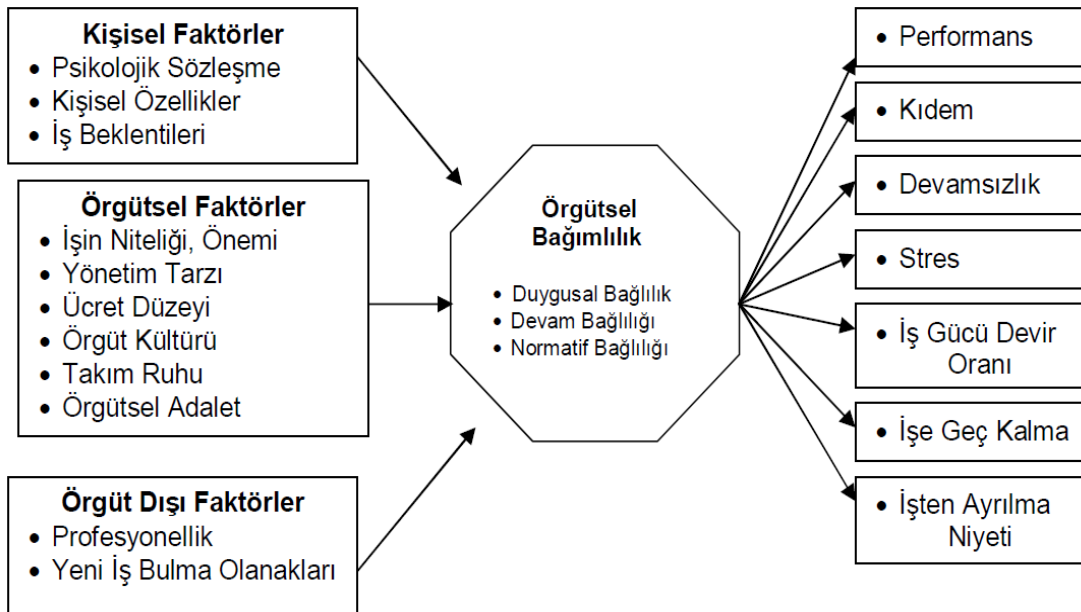 Kişisel Faktörler
• Psikolojik Sözleşme
• Kişisel Özellikler
• İş Beklentileri
Örgütsel Faktörler
• İşin Niteliği, Önemi
• Yönetim Tarzı
• Ücret Düzeyi
• Örgüt Kültürü
• Takım Ruhu
• Örgütsel Adalet
Örgüt Dışı Faktörler
• Profesyonellik
• Yeni İş Bulma Olanakları
Örgütsel
Bağımlılık
• Duygusal Bağlılık
• Devam Bağlılığı
• Normatif Bağlılığı
• Performans
• Kıdem
• Devamsızlık
• Stres
• İş Gücü Devir
Oranı
• İşe Geç Kalma
• İşten Ayrılma
Niyeti